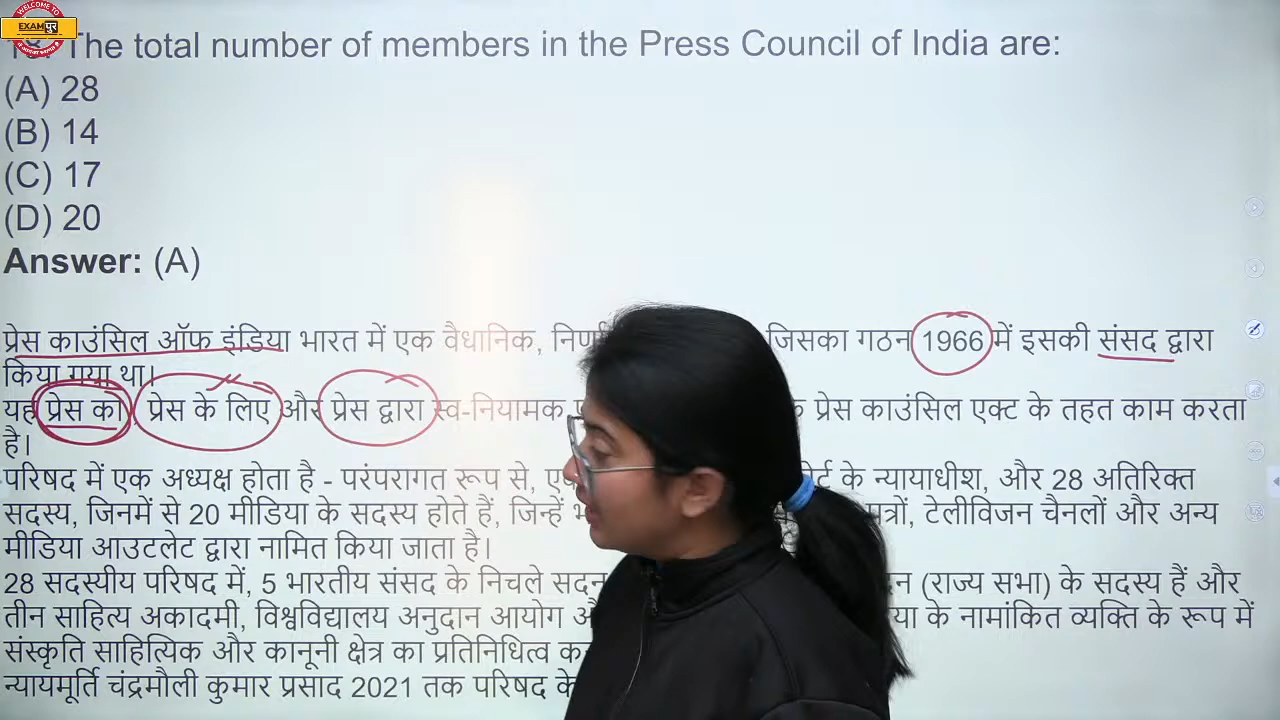 WELCOME TO
EXAM पुर
The total number of members in the Press Council of India are:
(A) 28
(B) 14
(C) 17
(D) 20
Answer: (A)
प्रेस काउंसिल ऑफ इंडिया भारत में एक वैधानिक, जिसका गठन 1966 में इसकी संसद द्वारा
किया गया था।
यह प्रेस को, प्रेस के लिए और प्रेस द्वारा स्व-नियामक प्रेस काउंसिल एक्ट के तहत काम करता
है।
परिषद में एक अध्यक्ष होता है - परंपरागत रूप से, के न्यायाधीश, और 28 अतिरिक्त
सदस्य, जिनमें से 20 मीडिया के सदस्य होते हैं, जिन्हें टेलीविजन चैनलों और अन्य
मीडिया आउटलेट द्वारा नामित किया जाता है।
28 सदस्यीय परिषद में, 5 भारतीय संसद के निचले सदन (राज्य सभा) के सदस्य हैं और
तीन साहित्य अकादमी, विश्वविद्यालय अनुदान आयोग के नामांकित व्यक्ति के रूप में
संस्कृति साहित्यिक और कानूनी क्षेत्र का प्रतिनिधित्व
न्यायमूर्ति चंद्रमौली कुमार प्रसाद 2021 तक परिषद